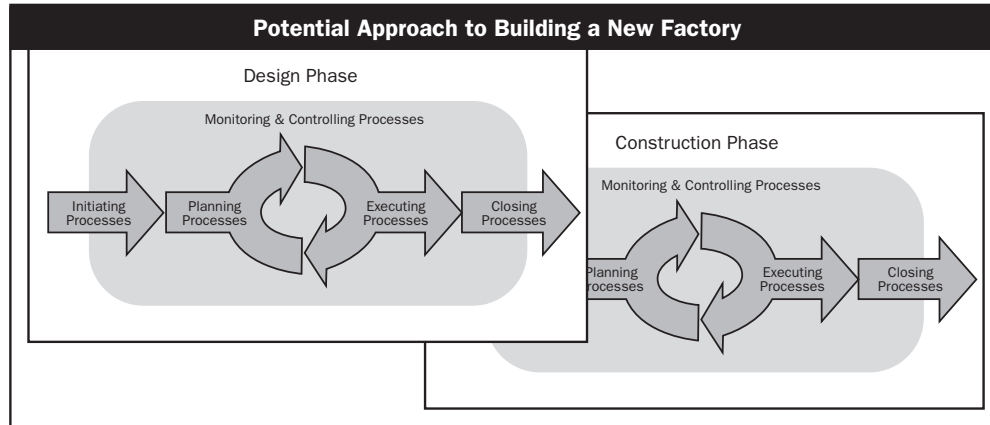 Potential Approach to Building a New Factory
Design Phase
Monitoring & Controlling Processes
Initiating
Processes
Planning
Processes
Executing
Processes
Closing
Processes
Construction Phase
Monitoring & Controlling Processes
Planning
rocesses
Executing
Processes
Closing
Processes